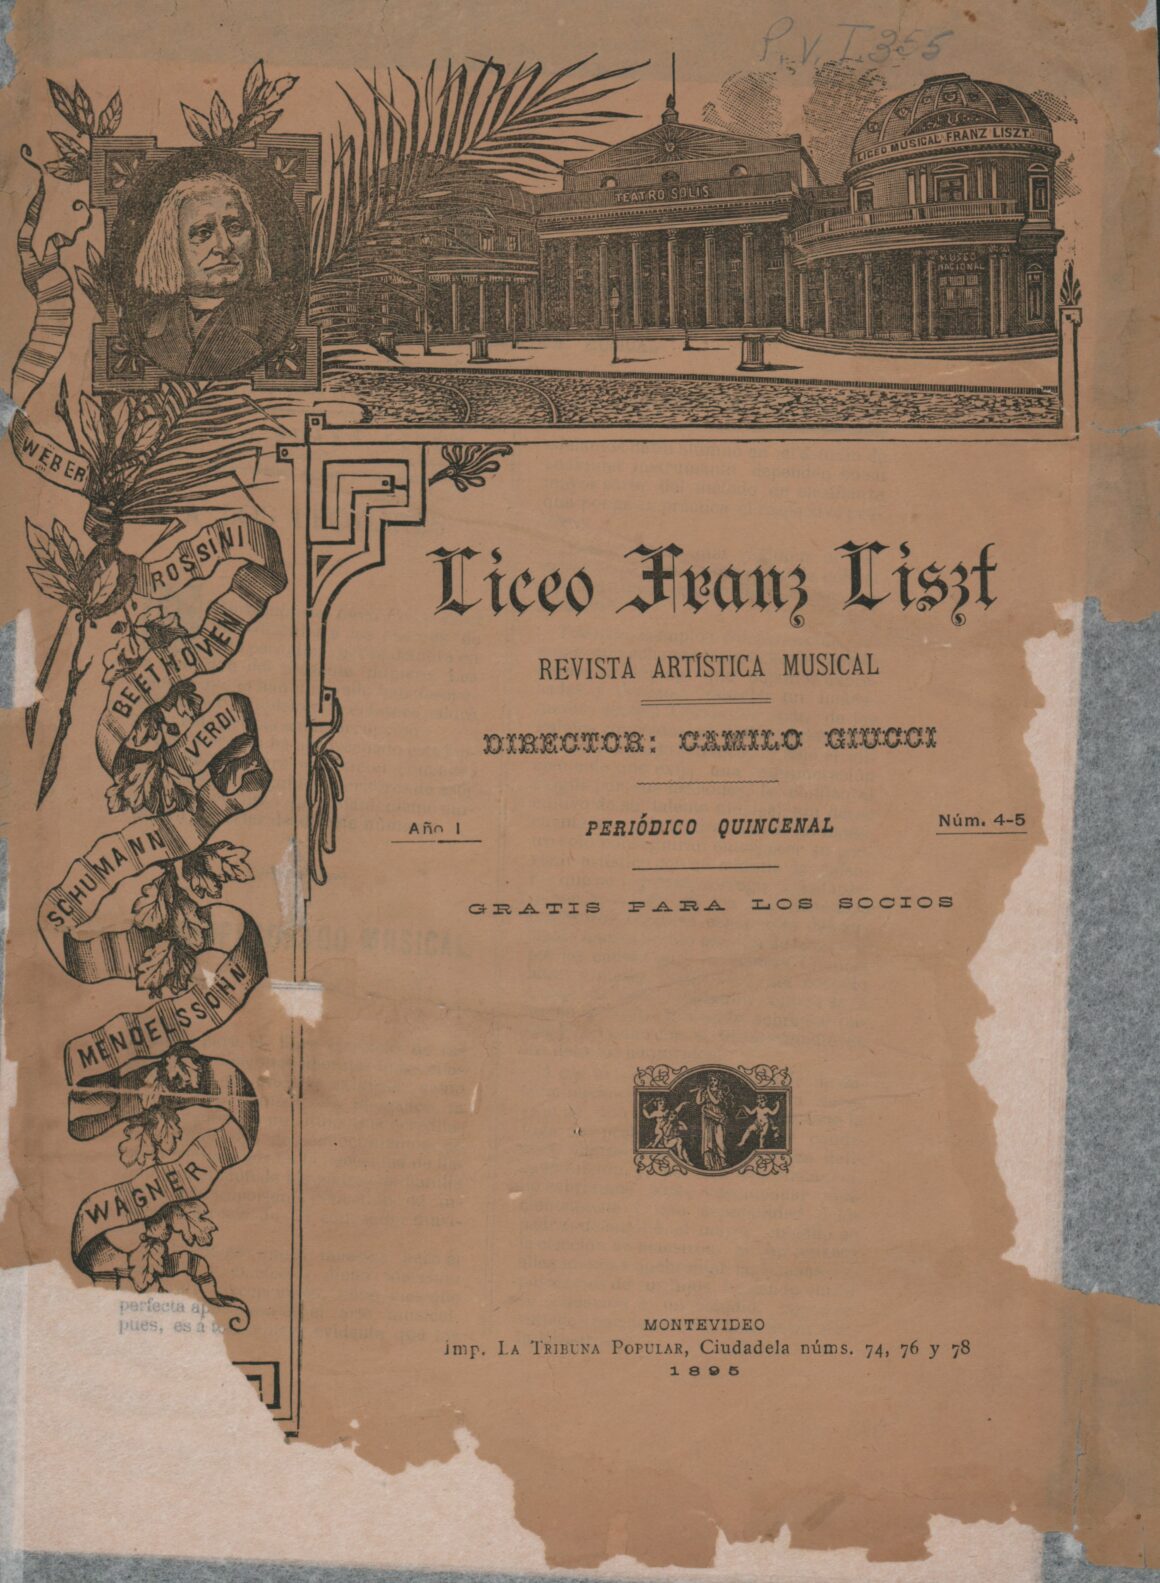 P. V. I. 355
LICEO MUSICAL FRANZ LISZT
TEATRO SOLIS
MUSEO
NACIONAL
WEBER
ROSSINI
BEETHOVEN
VERDI
SCHUMANN
MENDELSSOHN
WAGNER
Liceo Franz Liszt
REVISTA ARTÍSTICA MUSICAL
DIRECTOR: CAMILO GIUCCI
Año I
PERIÓDICO QUINCENAL
Núm. 4-5
GRATIS PARA LOS SOCIOS
perfecta ap
pues, es a
MONTEVIDEO
imp. LA TRIBUNA POPULAR, Ciudadela núms. 74, 76 y 78
1895